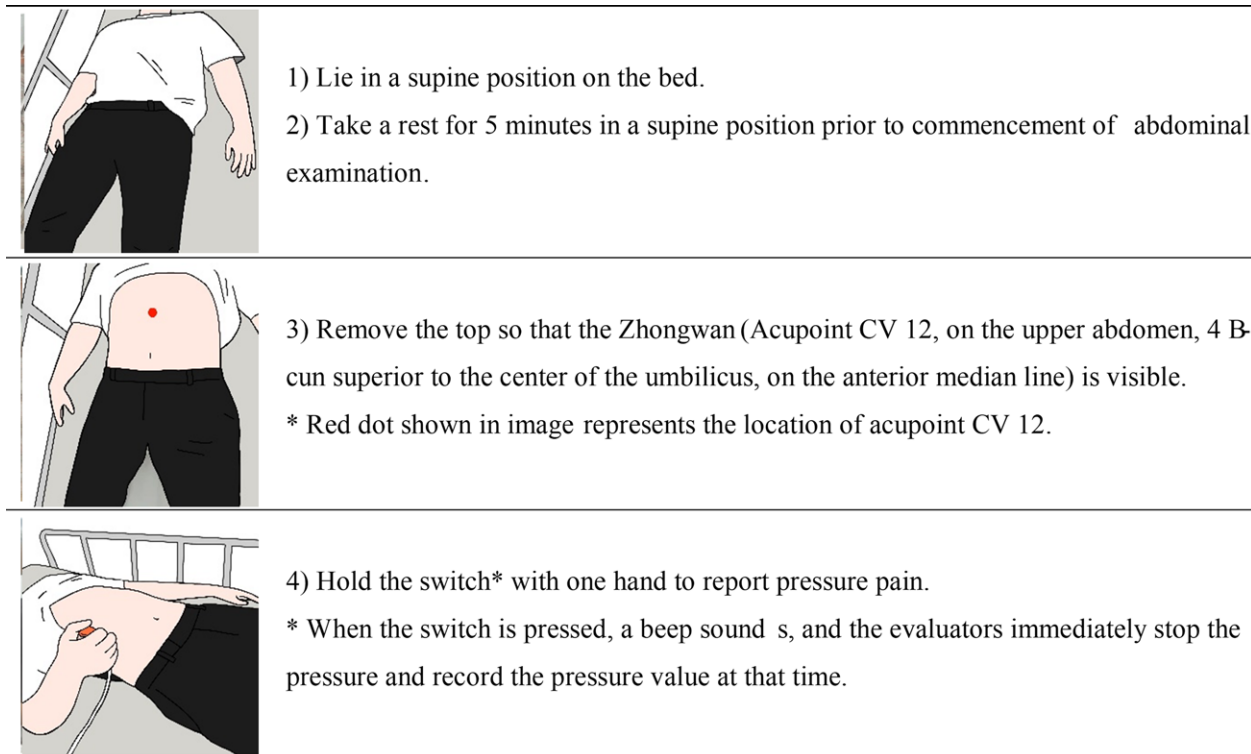 1) Lie in a supine position on the bed.
2) Take a rest for 5 minutes in a supine position prior to commencement of abdominal
examination.
3) Remove the top so that the Zhongwan (Acupoint CV 12, on the upper abdomen, 4 B-
cun superior to the center of the umbilicus, on the anterior median line) is visible.
* Red dot shown in image represents the location of acupoint CV 12.
4) Hold the switch* with one hand to report pressure pain.
* When the switch is pressed, a beep sound s, and the evaluators immediately stop the
pressure and record the pressure value at that time.